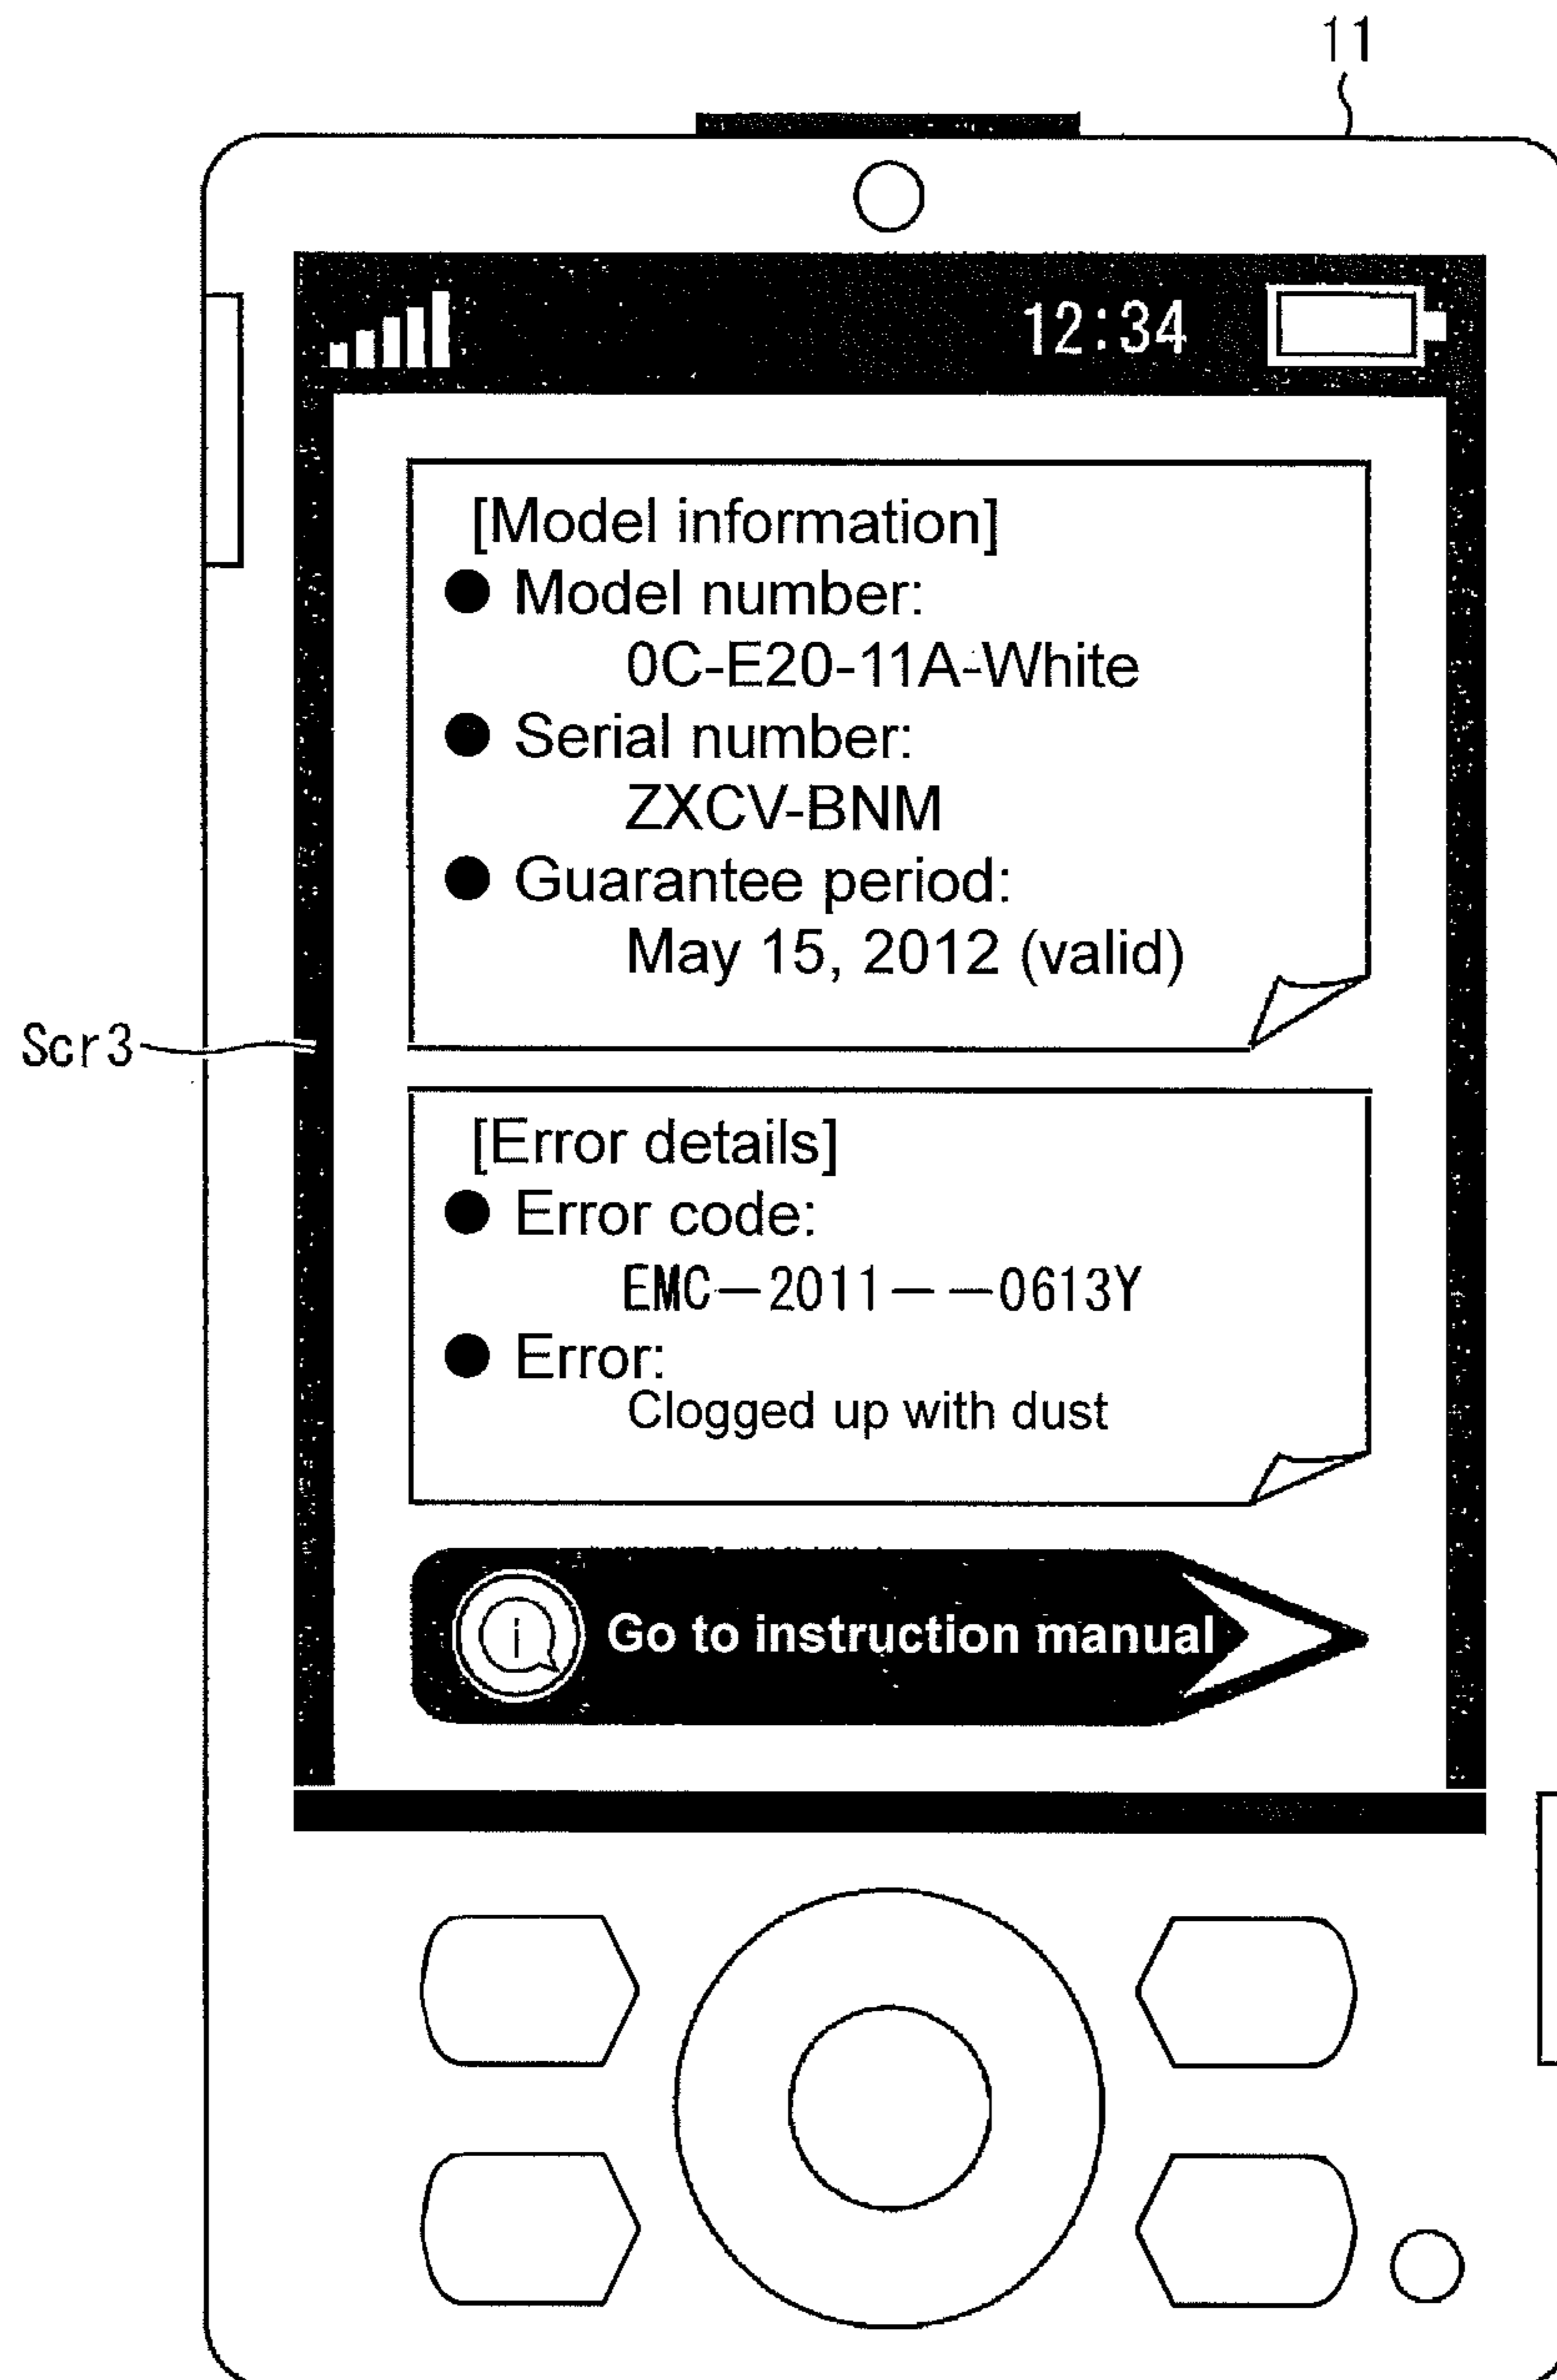 11
12:34
[Model information]
● Model number:
0C-E20-11A-White
● Serial number:
ZXCV-BNM
● Guarantee period:
May 15, 2012 (valid)
Scr3
[Error details]
● Error code:
EMC—2011——0613Y
● Error:
Clogged up with dust
i
Go to instruction manual